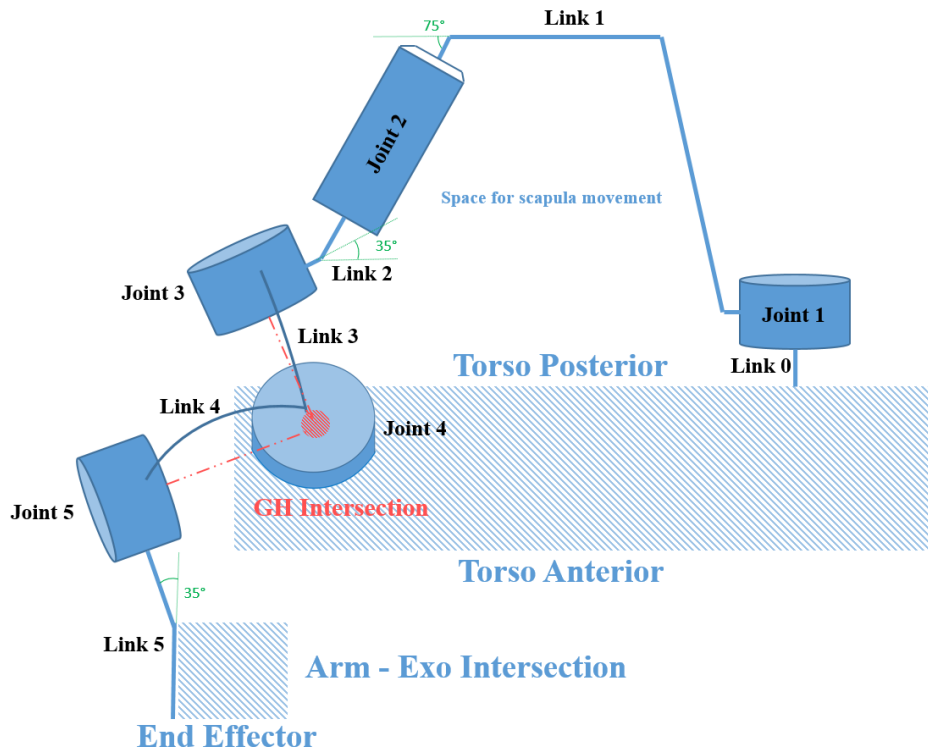 Link 1
75°
Joint 2
Space for scapula movement
35°
Link 2
Joint 3
Joint 1
Link 3
Link 0
Torso Posterior
Link 4
Joint 4
GH Intersection
Joint 5
Torso Anterior
35°
Link 5
Arm - Exo Intersection
End Effector